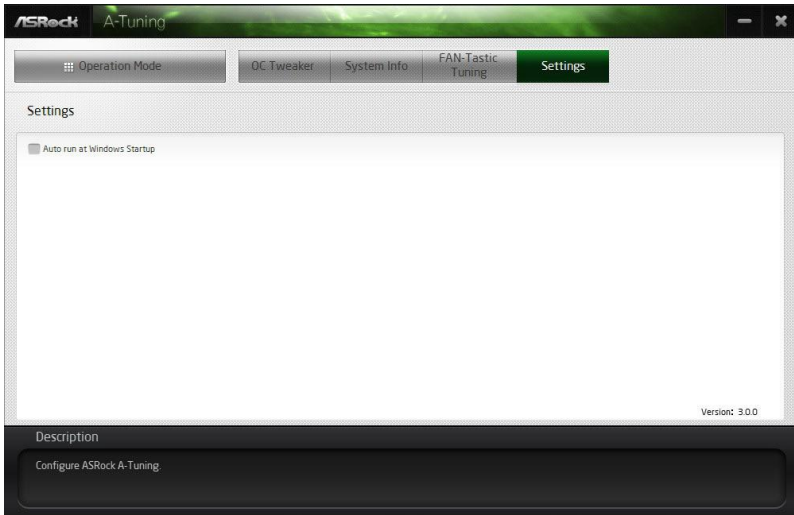 ASRock A-Tuning
Operation Mode
OC Tweaker
System Info
FAN-Tastic
Tuning
Settings
Settings
Auto run at Windows Startup
Version: 3.0.0
Description
Configure ASRock A-Tuning.